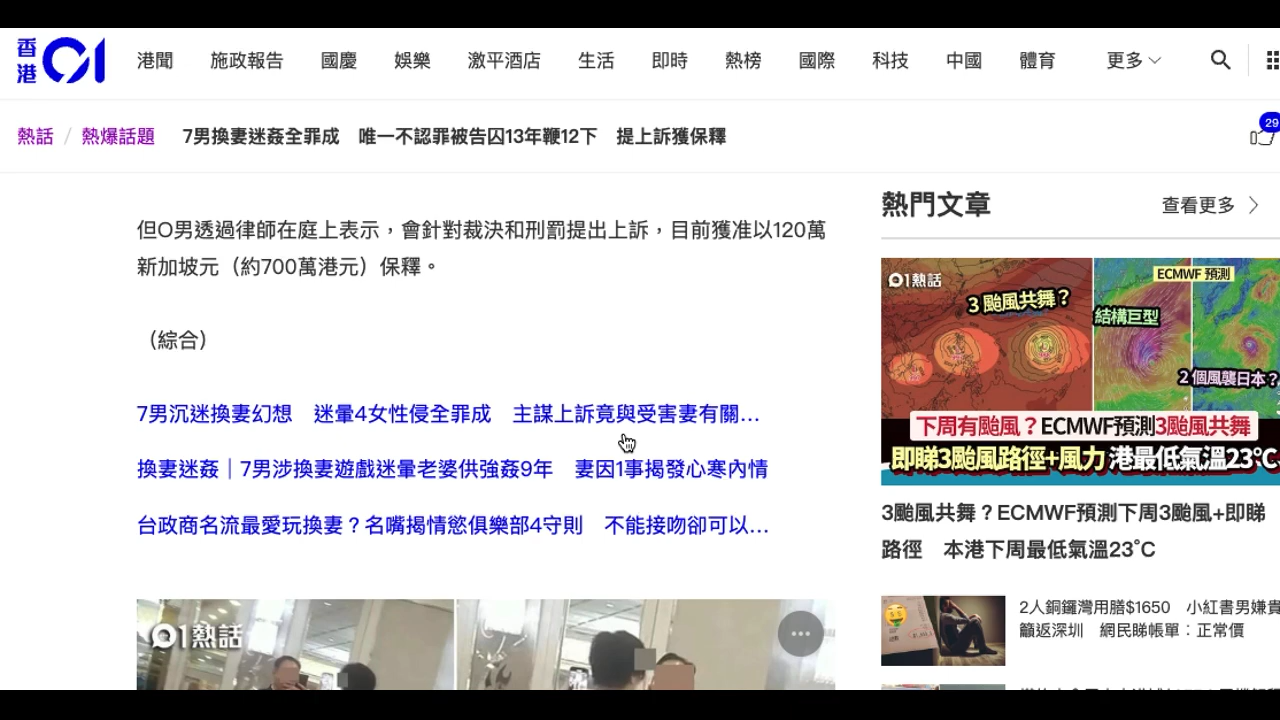 香港01
港聞 施政報告 國慶 娛樂 激平酒店 生活 即時 熱榜 國際 科技 中國 體育 更多
熱話 / 熱爆話題 7男換妻迷姦全罪成 唯一不認罪被告囚13年鞭12下 提上訴獲保釋
29
但O男透過律師在庭上表示，會針對裁決和刑罰提出上訴，目前獲准以120萬
新加坡元（約700萬港元）保釋。
（綜合）
7男沉迷換妻幻想 迷暈4女性侵全罪成 主謀上訴竟與受害妻有關…
換妻迷姦｜7男涉換妻遊戲迷暈老婆供強姦9年 妻因1事揭發心寒內情
台政商名流最愛玩換妻？名嘴揭情慾俱樂部4守則 不能接吻卻可以…
01熱話
熱門文章
查看更多
01熱話
3 颱風共舞？
ECMWF 預測
結構巨型
2 個風襲日本？
下周有颱風？ECMWF預測3颱風共舞
即睇3颱風路徑+風力 港最低氣溫23℃
3颱風共舞？ECMWF預測下周3颱風+即睇
路徑 本港下周最低氣溫23˚C
2人銅鑼灣用膳$1650 小紅書男嫌貴
籲返深圳 網民睇帳單：正常價